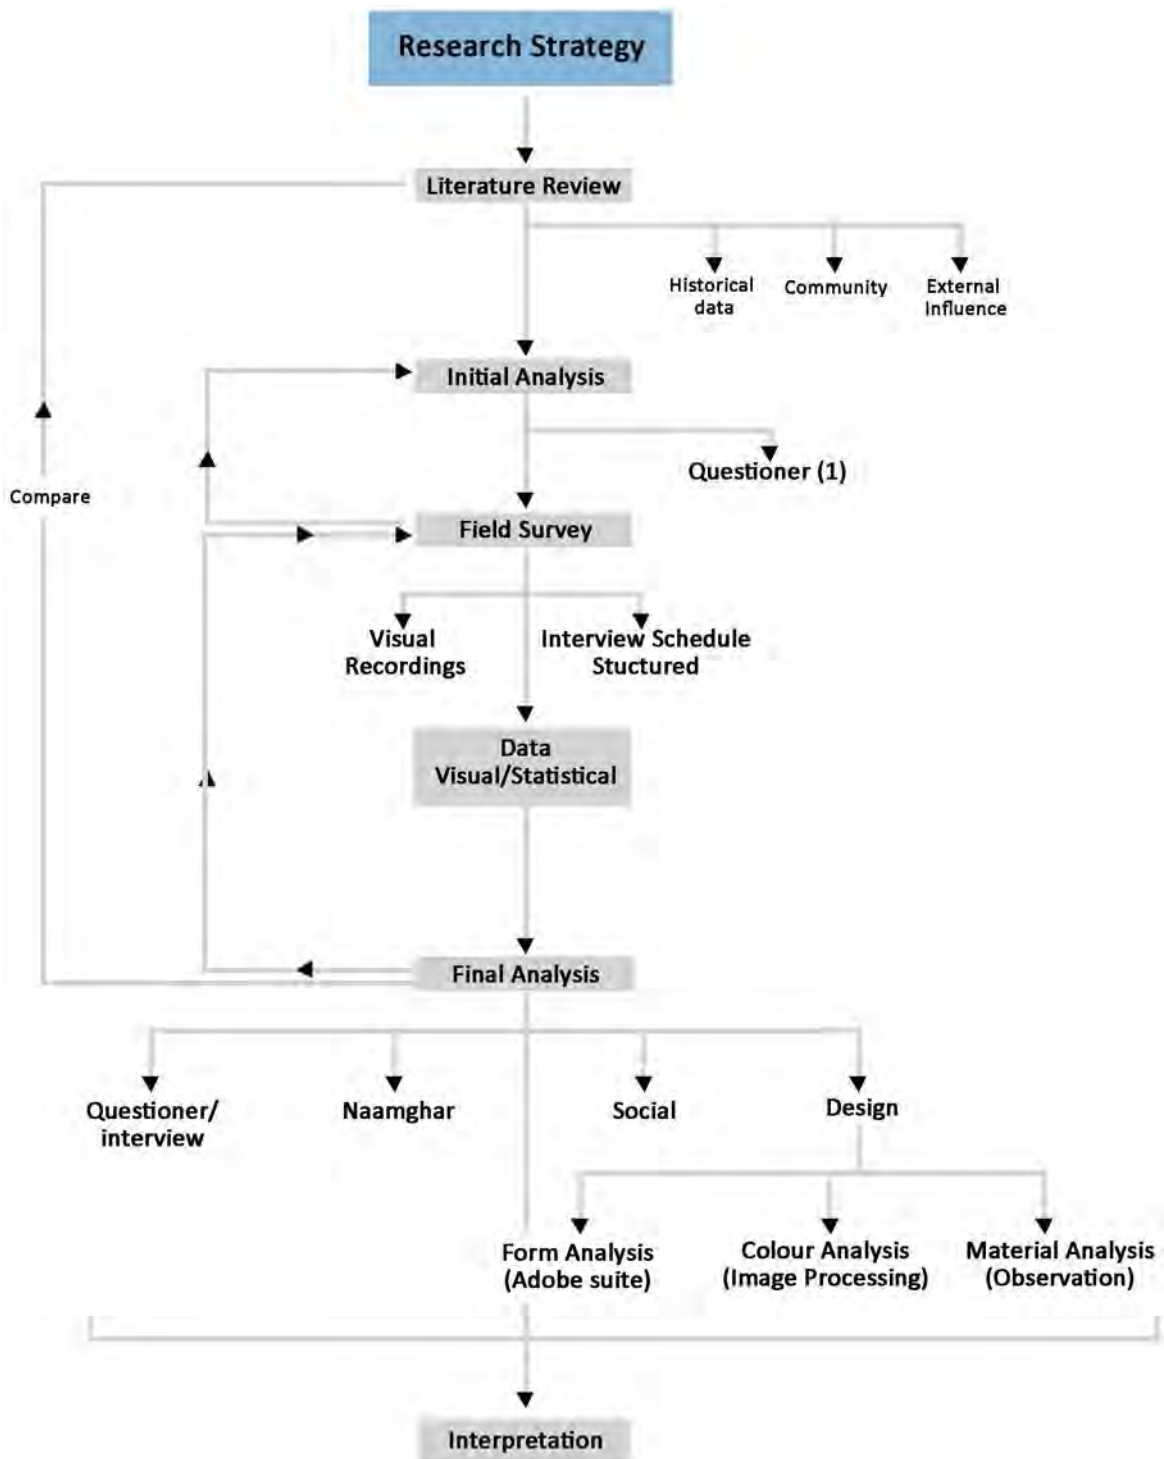 Research Strategy
Literature Review
Historical
data
Community
External
Influence
Initial Analysis
Questioner (1)
Compare
Field Survey
Visual
Recordings
Interview Schedule
Stuctured
Data
Visual/Statistical
Final Analysis
Questioner/
interview
Naamghar
Social
Design
Form Analysis
(Adobe suite)
Colour Analysis
(Image Processing)
Material Analysis
(Observation)
Interpretation